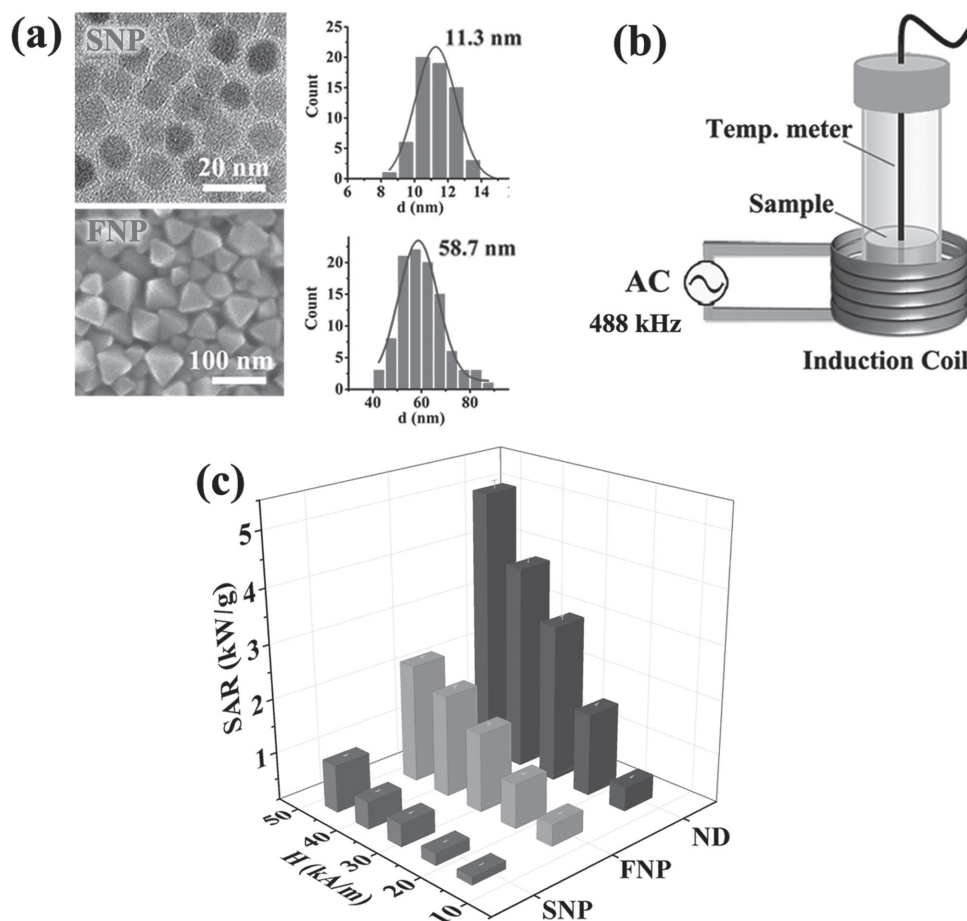 (a)
SNP
20 nm
25
20
15
10
5
0
Count
11.3 nm
6 8 10 12 14
d (nm)
FNP
100 nm
20
15
10
5
0
Count
58.7 nm
40 60 80
d (nm)
(b)
Temp. meter
Sample
AC
488 kHz
Induction Coil
(c)
SAR (kW/g)
5
4
3
2
1
50
40
30
20
10
H (kA/m)
SNP
FNP
ND